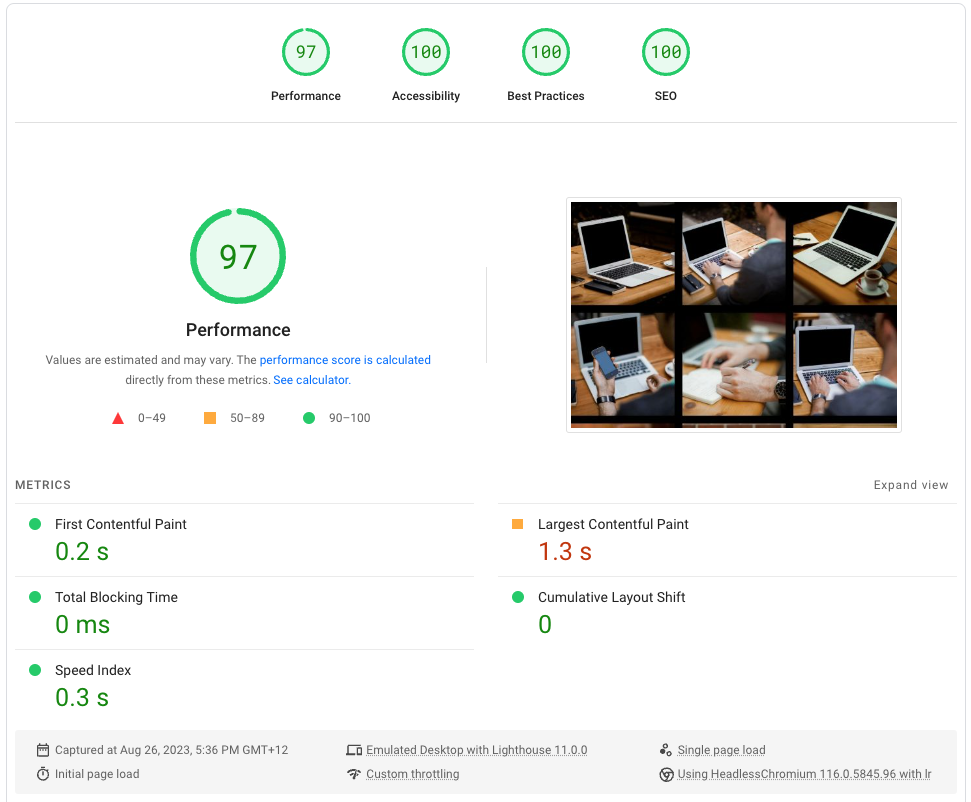 97
100
100
100
Performance
Accessibility
Best Practices
SEO
97
Performance
Values are estimated and may vary. The performance score is calculated
directly from these metrics. See calculator.
0–49
50–89
90–100
METRICS
Expand view
First Contentful Paint
0.2 s
Largest Contentful Paint
1.3 s
Total Blocking Time
0 ms
Cumulative Layout Shift
0
Speed Index
0.3 s
Captured at Aug 26, 2023, 5:36 PM GMT+12
Emulated Desktop with Lighthouse 11.0.0
Single page load
Initial page load
Custom throttling
Using HeadlessChromium 116.0.5845.96 with lr